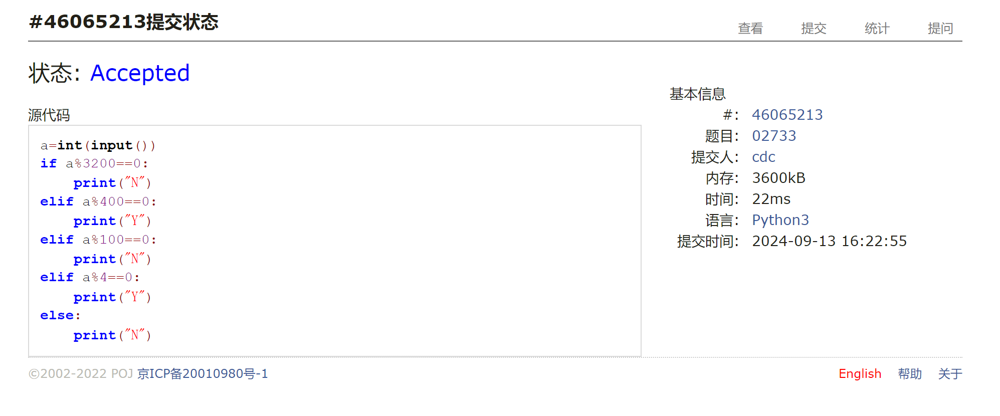 #46065213提交状态
查看 提交 统计 提问
状态: Accepted
源代码
a=int(input())
if a%3200==0:
    print("N")
elif a%400==0:
    print("Y")
elif a%100==0:
    print("N")
elif a%4==0:
    print("Y")
else:
    print("N")
基本信息
#: 46065213
题目: 02733
提交人: cdc
内存: 3600kB
时间: 22ms
语言: Python3
提交时间: 2024-09-13 16:22:55
©2002-2022 POJ 京ICP备20010980号-1
English 帮助 关于